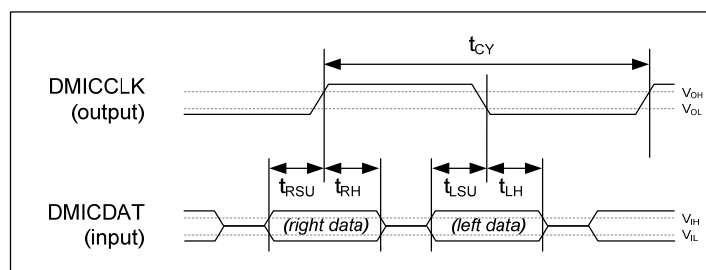 tCY
DMICCLK
(output)
VOH
VOL
tRSU
tRH
tLSU
tLH
DMICDAT
(input)
(right data)
(left data)
VIH
VIL